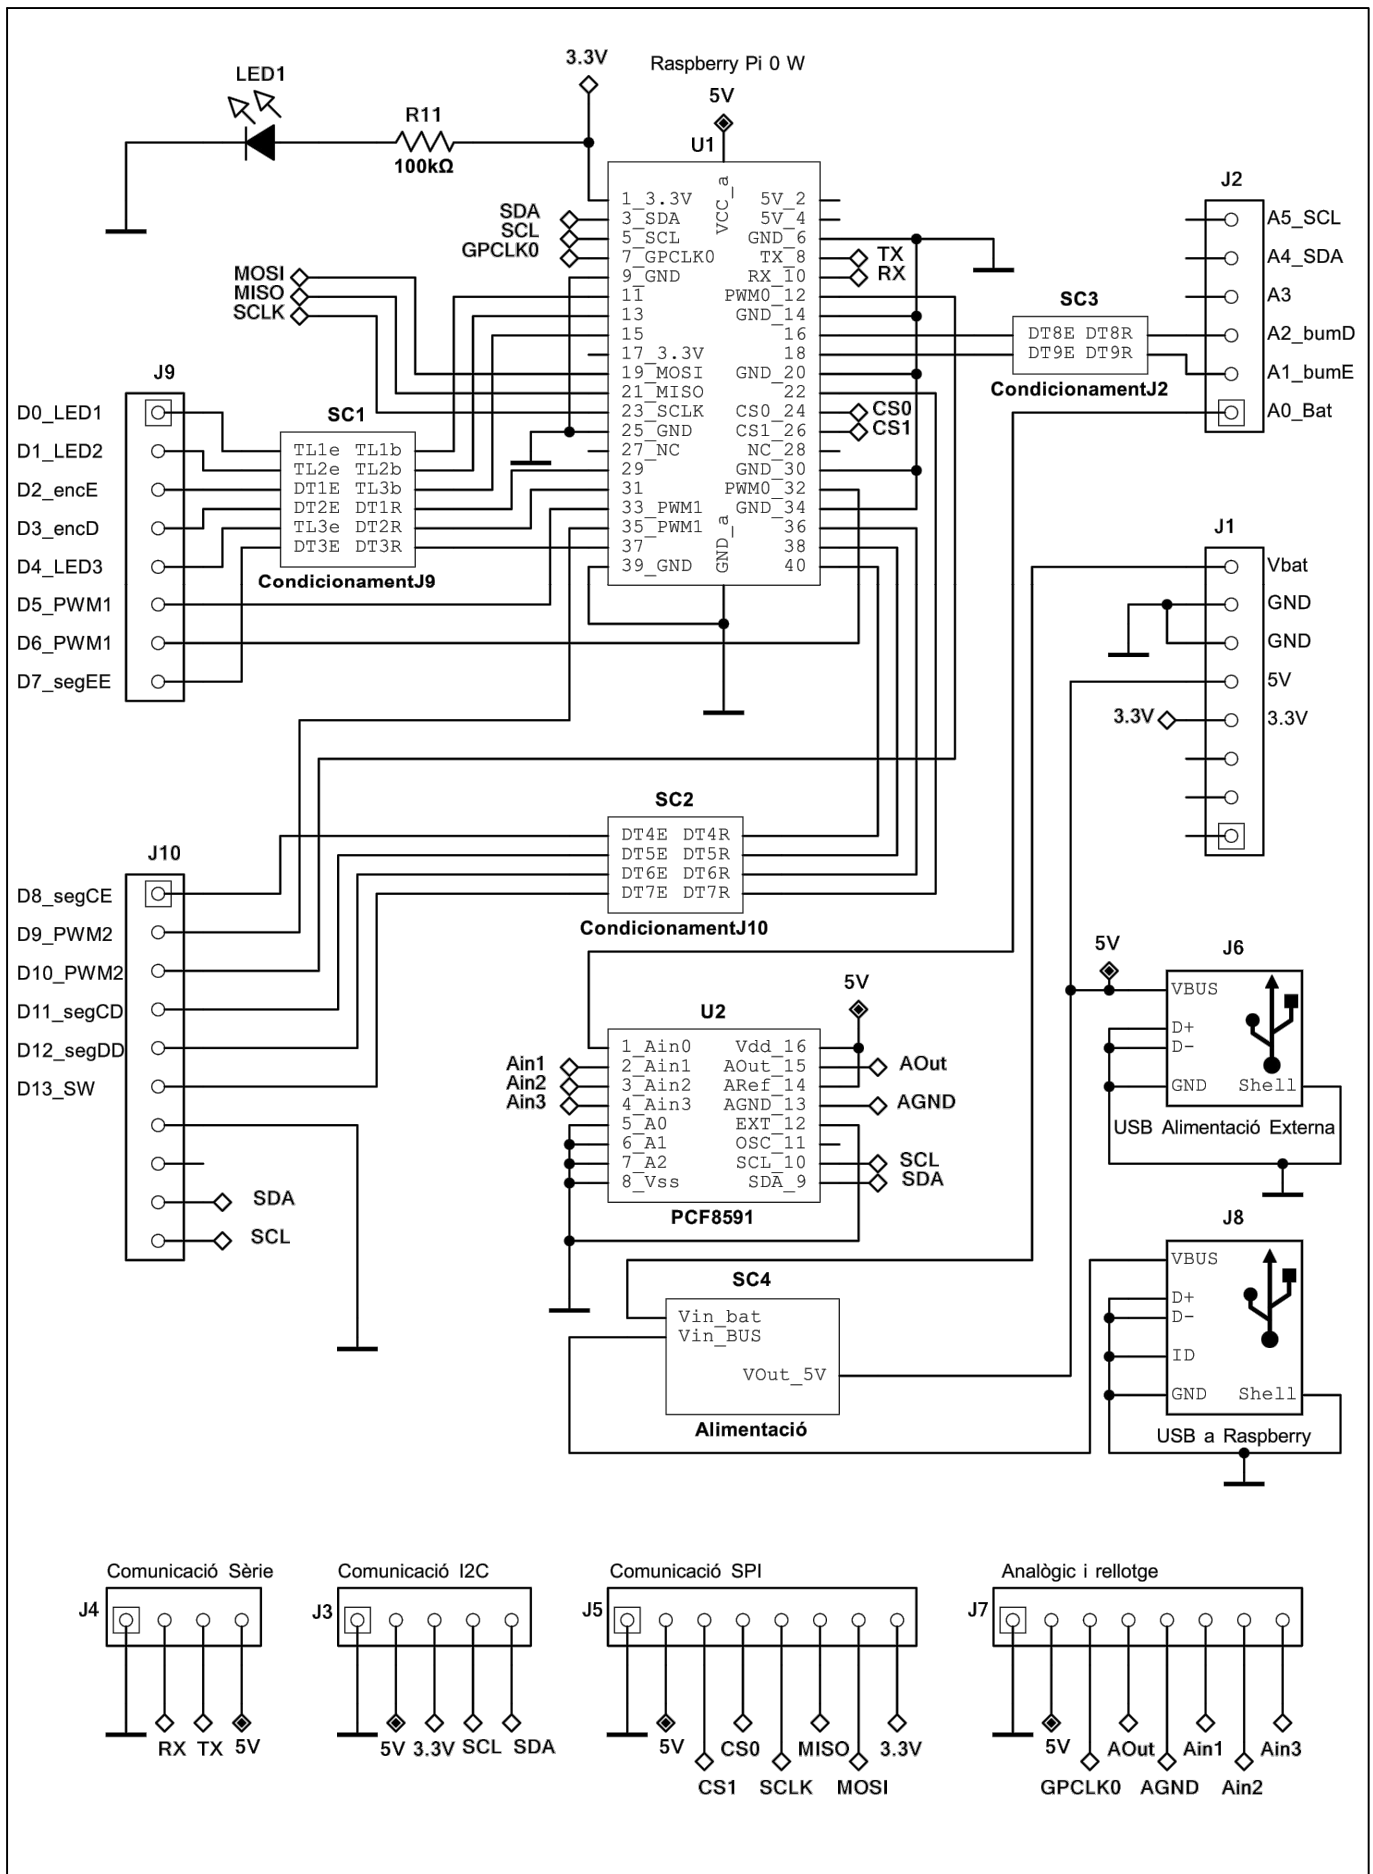 LED1
R11
100kΩ
3.3V
Raspberry Pi 0 W
5V
U1
VCC_a
1_3.3V 5V_2
3_SDA 5V_4
5_SCL GND_6
7_GPCLK0 TX_8
9_GND RX_10
11 PWM0_12
13 GND_14
15 16
17_3.3V 18
19_MOSI GND_20
21_MISO 22
23_SCLK CS0_24
25_GND CS1_26
27_NC NC_28
29 GND_30
31 PWM0_32
33_PWM1 GND_34
35_PWM1 36
37 38
39_GND 40
GND_a
SDA
SCL
GPCLK0
MOSI
MISO
SCLK
TX
RX
CS0
CS1
J2
A5_SCL
A4_SDA
A3
A2_bumD
A1_bumE
A0_Bat
SC3
DT8E DT8R
DT9E DT9R
CondicionamentJ2
J9
D0_LED1
D1_LED2
D2_encE
D3_encD
D4_LED3
D5_PWM1
D6_PWM1
D7_segEE
SC1
TL1e TL1b
TL2e TL2b
DT1E TL3b
DT2E DT1R
TL3e DT2R
DT3E DT3R
CondicionamentJ9
J1
Vbat
GND
GND
5V
3.3V 3.3V
SC2
DT4E DT4R
DT5E DT5R
DT6E DT6R
DT7E DT7R
CondicionamentJ10
J10
D8_segCE
D9_PWM2
D10_PWM2
D11_segCD
D12_segDD
D13_SW
SDA
SCL
5V
U2
1_Ain0 Vdd_16
2_Ain1 AOut_15
3_Ain2 ARef_14
4_Ain3 AGND_13
5_A0 EXT_12
6_A1 OSC_11
7_A2 SCL_10
8_Vss SDA_9
PCF8591
Ain1
Ain2
Ain3
AOut
AGND
SCL
SDA
5V
J6
VBUS
D+
D-
GND Shell
USB Alimentació Externa
J8
VBUS
D+
D-
ID
GND Shell
USB a Raspberry
SC4
Vin_bat
Vin_BUS
VOut_5V
Alimentació
Comunicació Sèrie
J4
RX TX 5V
Comunicació I2C
J3
5V 3.3V SCL SDA
Comunicació SPI
J5
5V CS0 MISO 3.3V
CS1 SCLK MOSI
Analògic i rellotge
J7
5V AOut Ain1 Ain3
GPCLK0 AGND Ain2